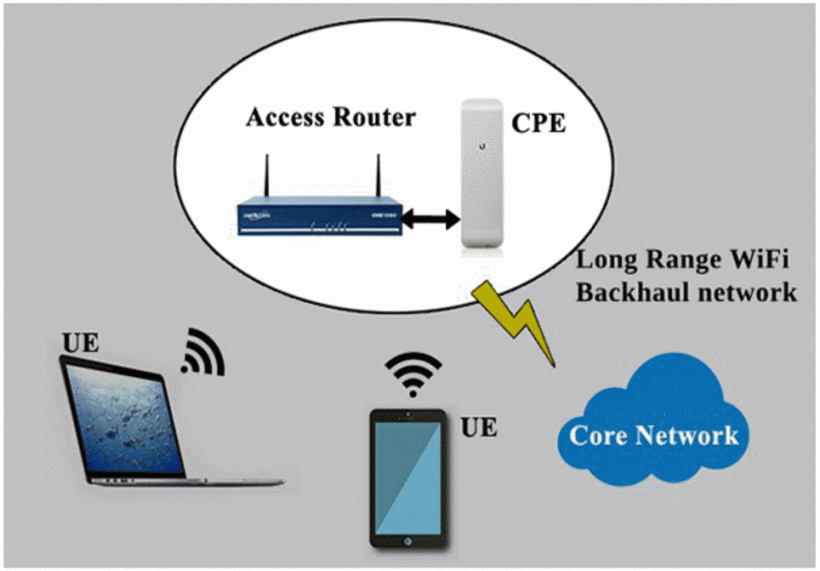 Access Router
CPE
Long Range WiFi
Backhaul network
UE
UE
Core Network